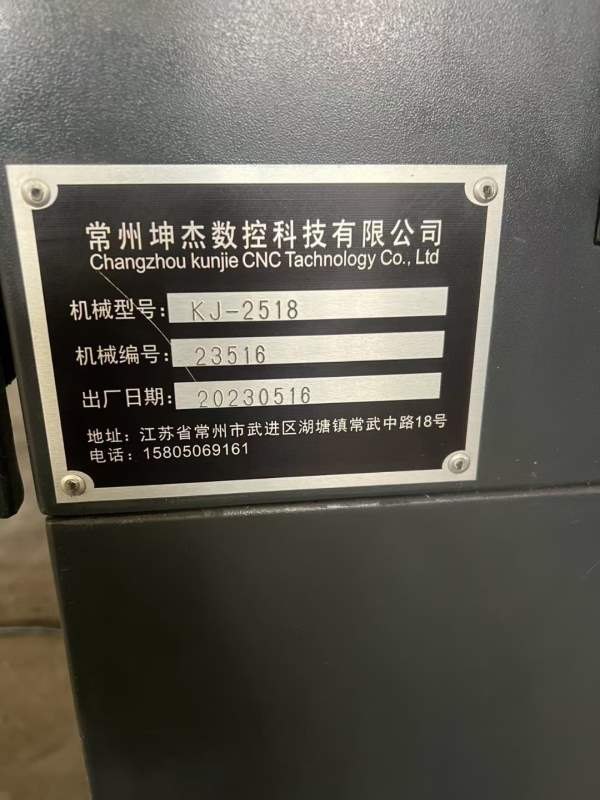 常州坤杰数控科技有限公司
Changzhou kunjie CNC Tachnology Co., Ltd
机械型号: KJ-2518
机械编号: 23516
出厂日期: 20230516
地址: 江苏省常州市武进区湖塘镇常武中路18号
电话: 15805069161